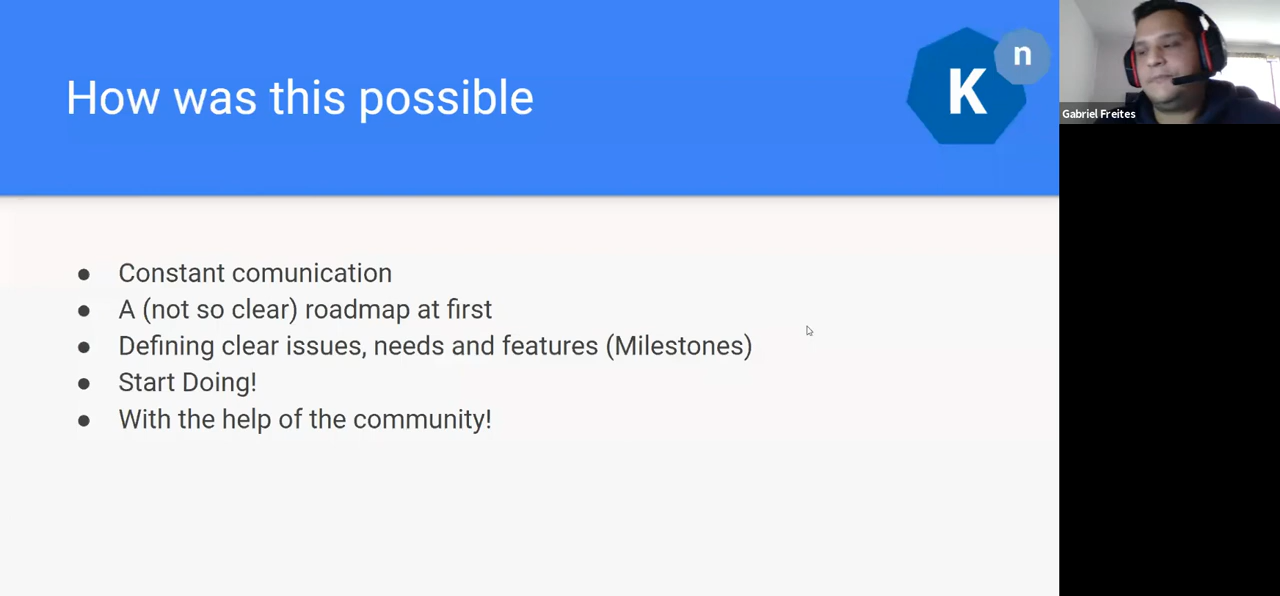 How was this possible
K
n
Gabriel Freites
● Constant comunication
● A (not so clear) roadmap at first
● Defining clear issues, needs and features (Milestones)
● Start Doing!
● With the help of the community!